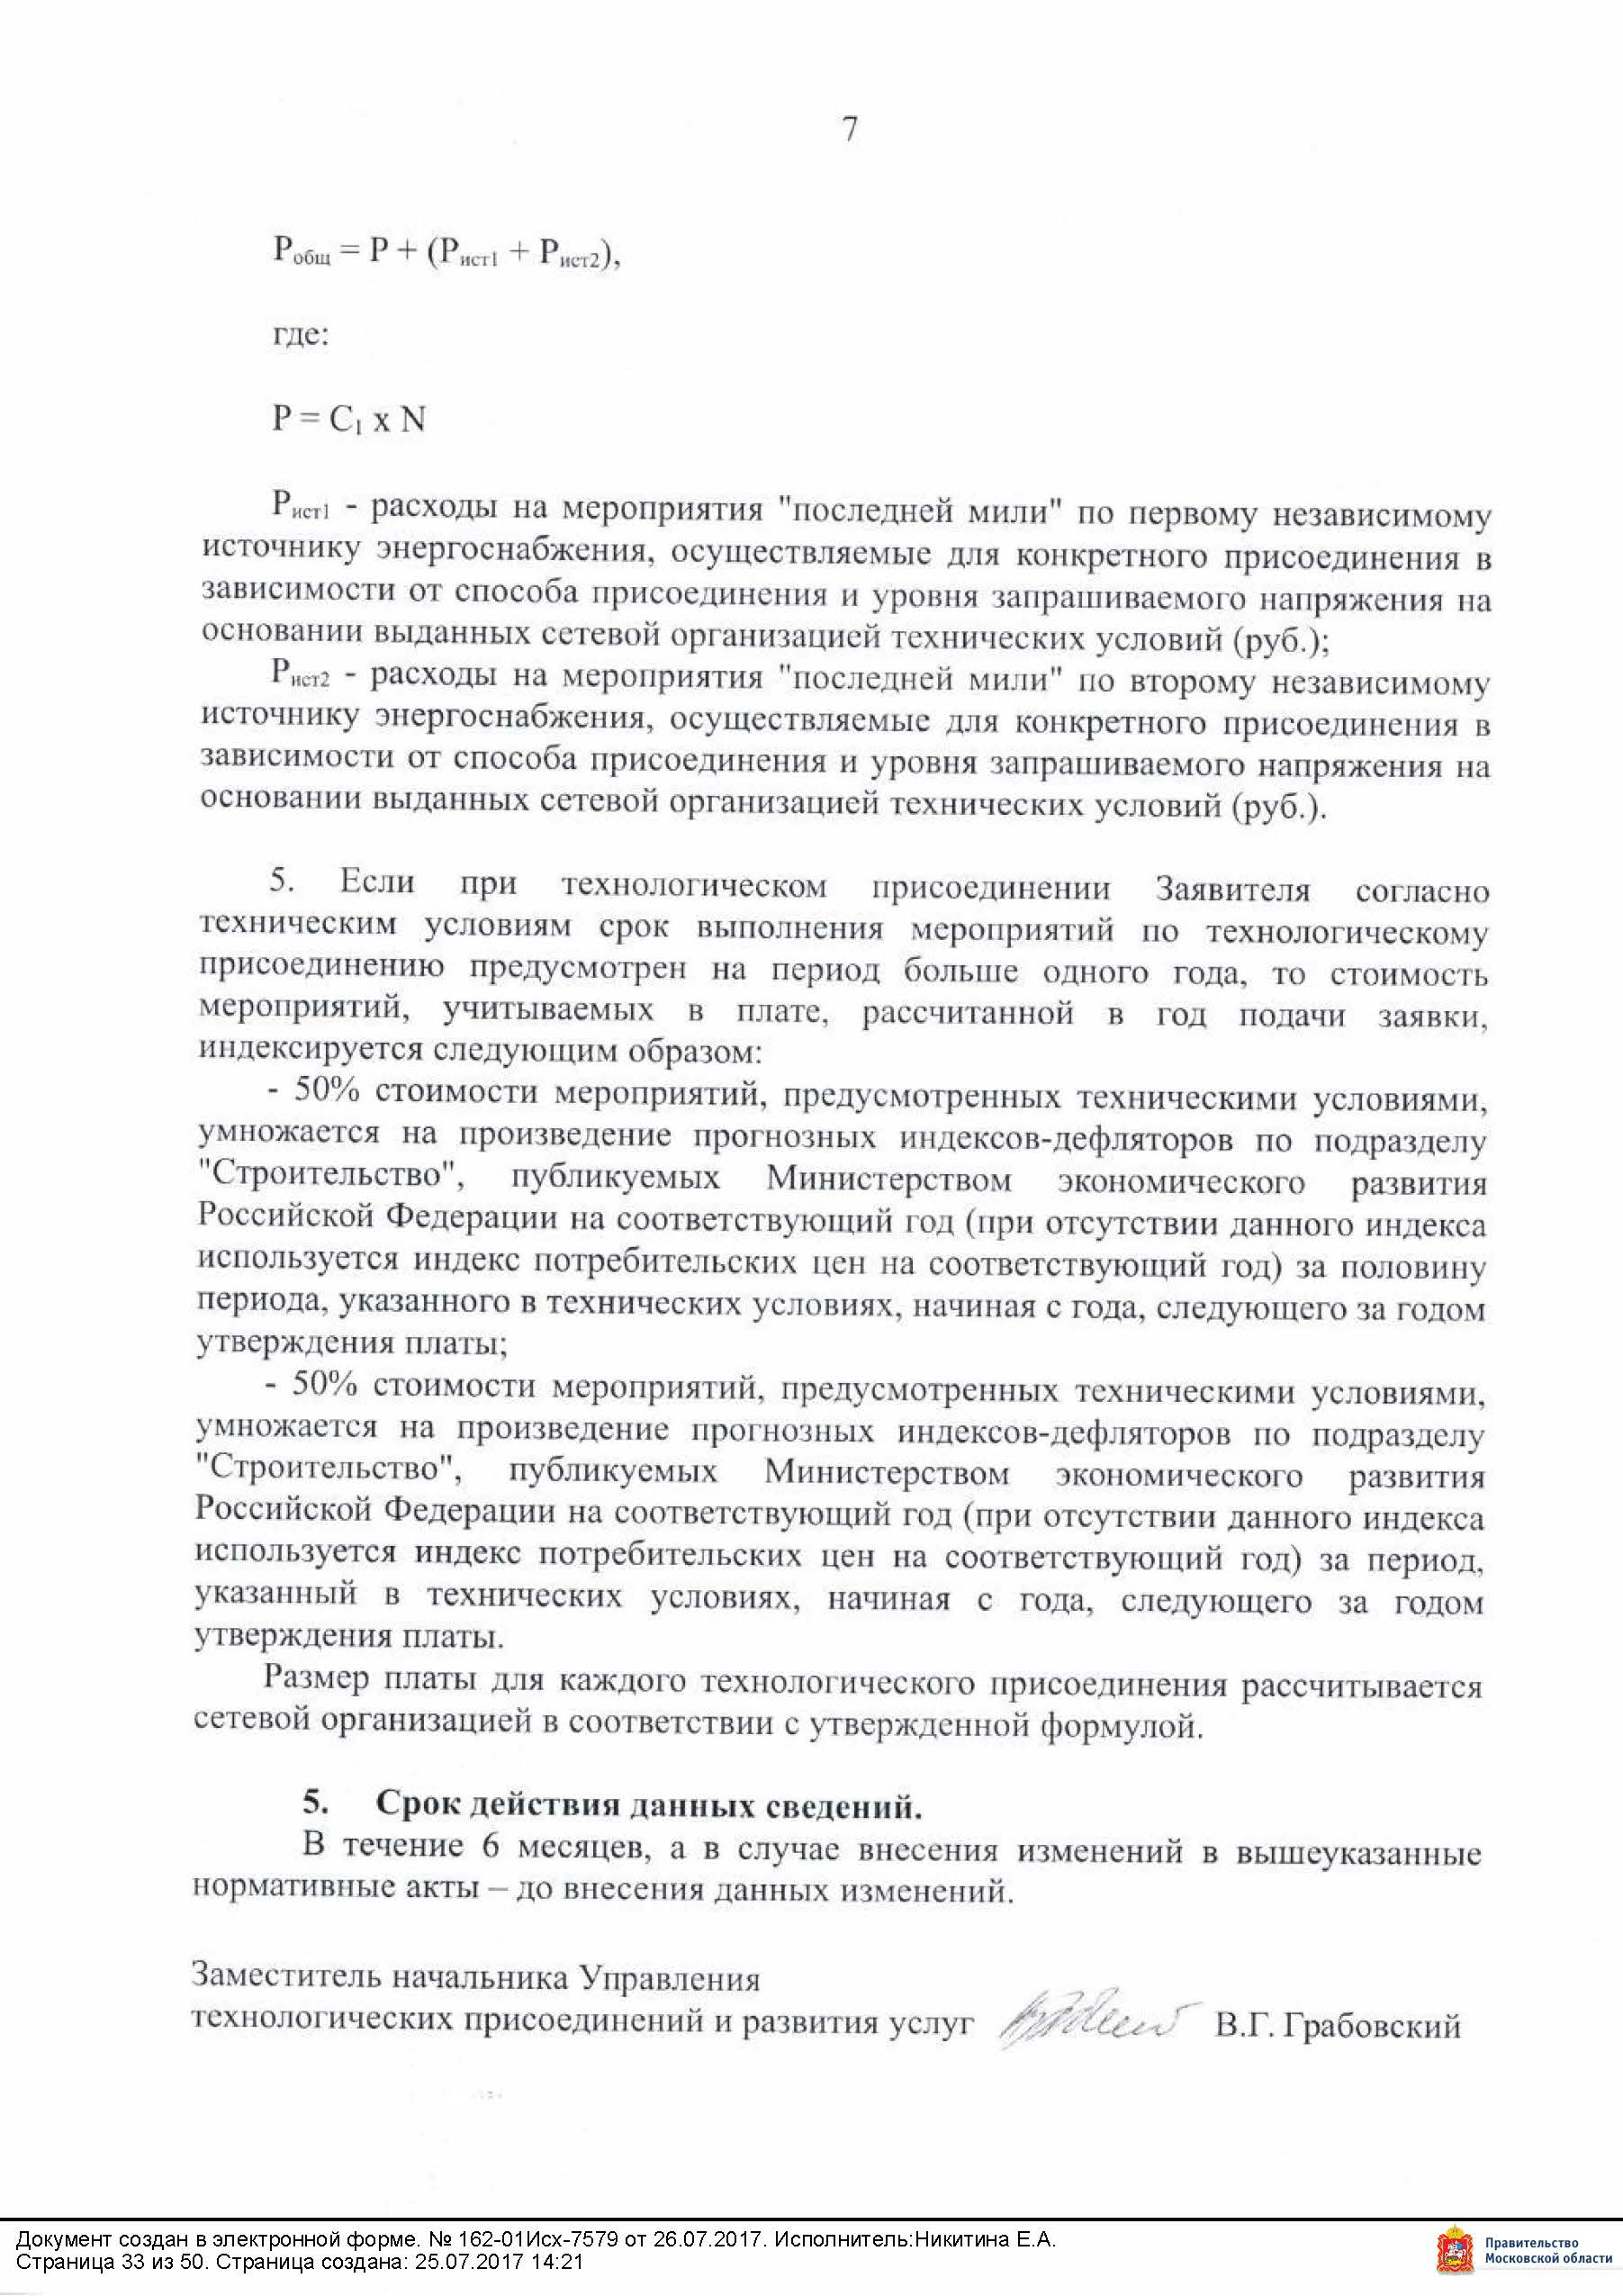 7
Pобщ = P + (Pист1 + Pист2),
где:
P = C1 x N
Pист1 - расходы на мероприятия "последней мили" по первому независимому
источнику энергоснабжения, осуществляемые для конкретного присоединения в
зависимости от способа присоединения и уровня запрашиваемого напряжения на
основании выданных сетевой организацией технических условий (руб.);
Pист2 - расходы на мероприятия "последней мили" по второму независимому
источнику энергоснабжения, осуществляемые для конкретного присоединения в
зависимости от способа присоединения и уровня запрашиваемого напряжения на
основании выданных сетевой организацией технических условий (руб.).
5. Если при технологическом присоединении Заявителя согласно
техническим условиям срок выполнения мероприятий по технологическому
присоединению предусмотрен на период больше одного года, то стоимость
мероприятий, учитываемых в плате, рассчитанной в год подачи заявки,
индексируется следующим образом:
- 50% стоимости мероприятий, предусмотренных техническими условиями,
умножается на произведение прогнозных индексов-дефляторов по подразделу
"Строительство", публикуемых Министерством экономического развития
Российской Федерации на соответствующий год (при отсутствии данного индекса
используется индекс потребительских цен на соответствующий год) за половину
периода, указанного в технических условиях, начиная с года, следующего за годом
утверждения платы;
- 50% стоимости мероприятий, предусмотренных техническими условиями,
умножается на произведение прогнозных индексов-дефляторов по подразделу
"Строительство", публикуемых Министерством экономического развития
Российской Федерации на соответствующий год (при отсутствии данного индекса
используется индекс потребительских цен на соответствующий год) за период,
указанный в технических условиях, начиная с года, следующего за годом
утверждения платы.
Размер платы для каждого технологического присоединения рассчитывается
сетевой организацией в соответствии с утвержденной формулой.
5. Срок действия данных сведений.
В течение 6 месяцев, а в случае внесения изменений в вышеуказанные
нормативные акты – до внесения данных изменений.
Заместитель начальника Управления
технологических присоединений и развития услуг В.Г. Грабовский
Документ создан в электронной форме. № 162-01Исх-7579 от 26.07.2017. Исполнитель:Никитина Е.А.
Страница 33 из 50. Страница создана: 25.07.2017 14:21
Правительство
Московской области